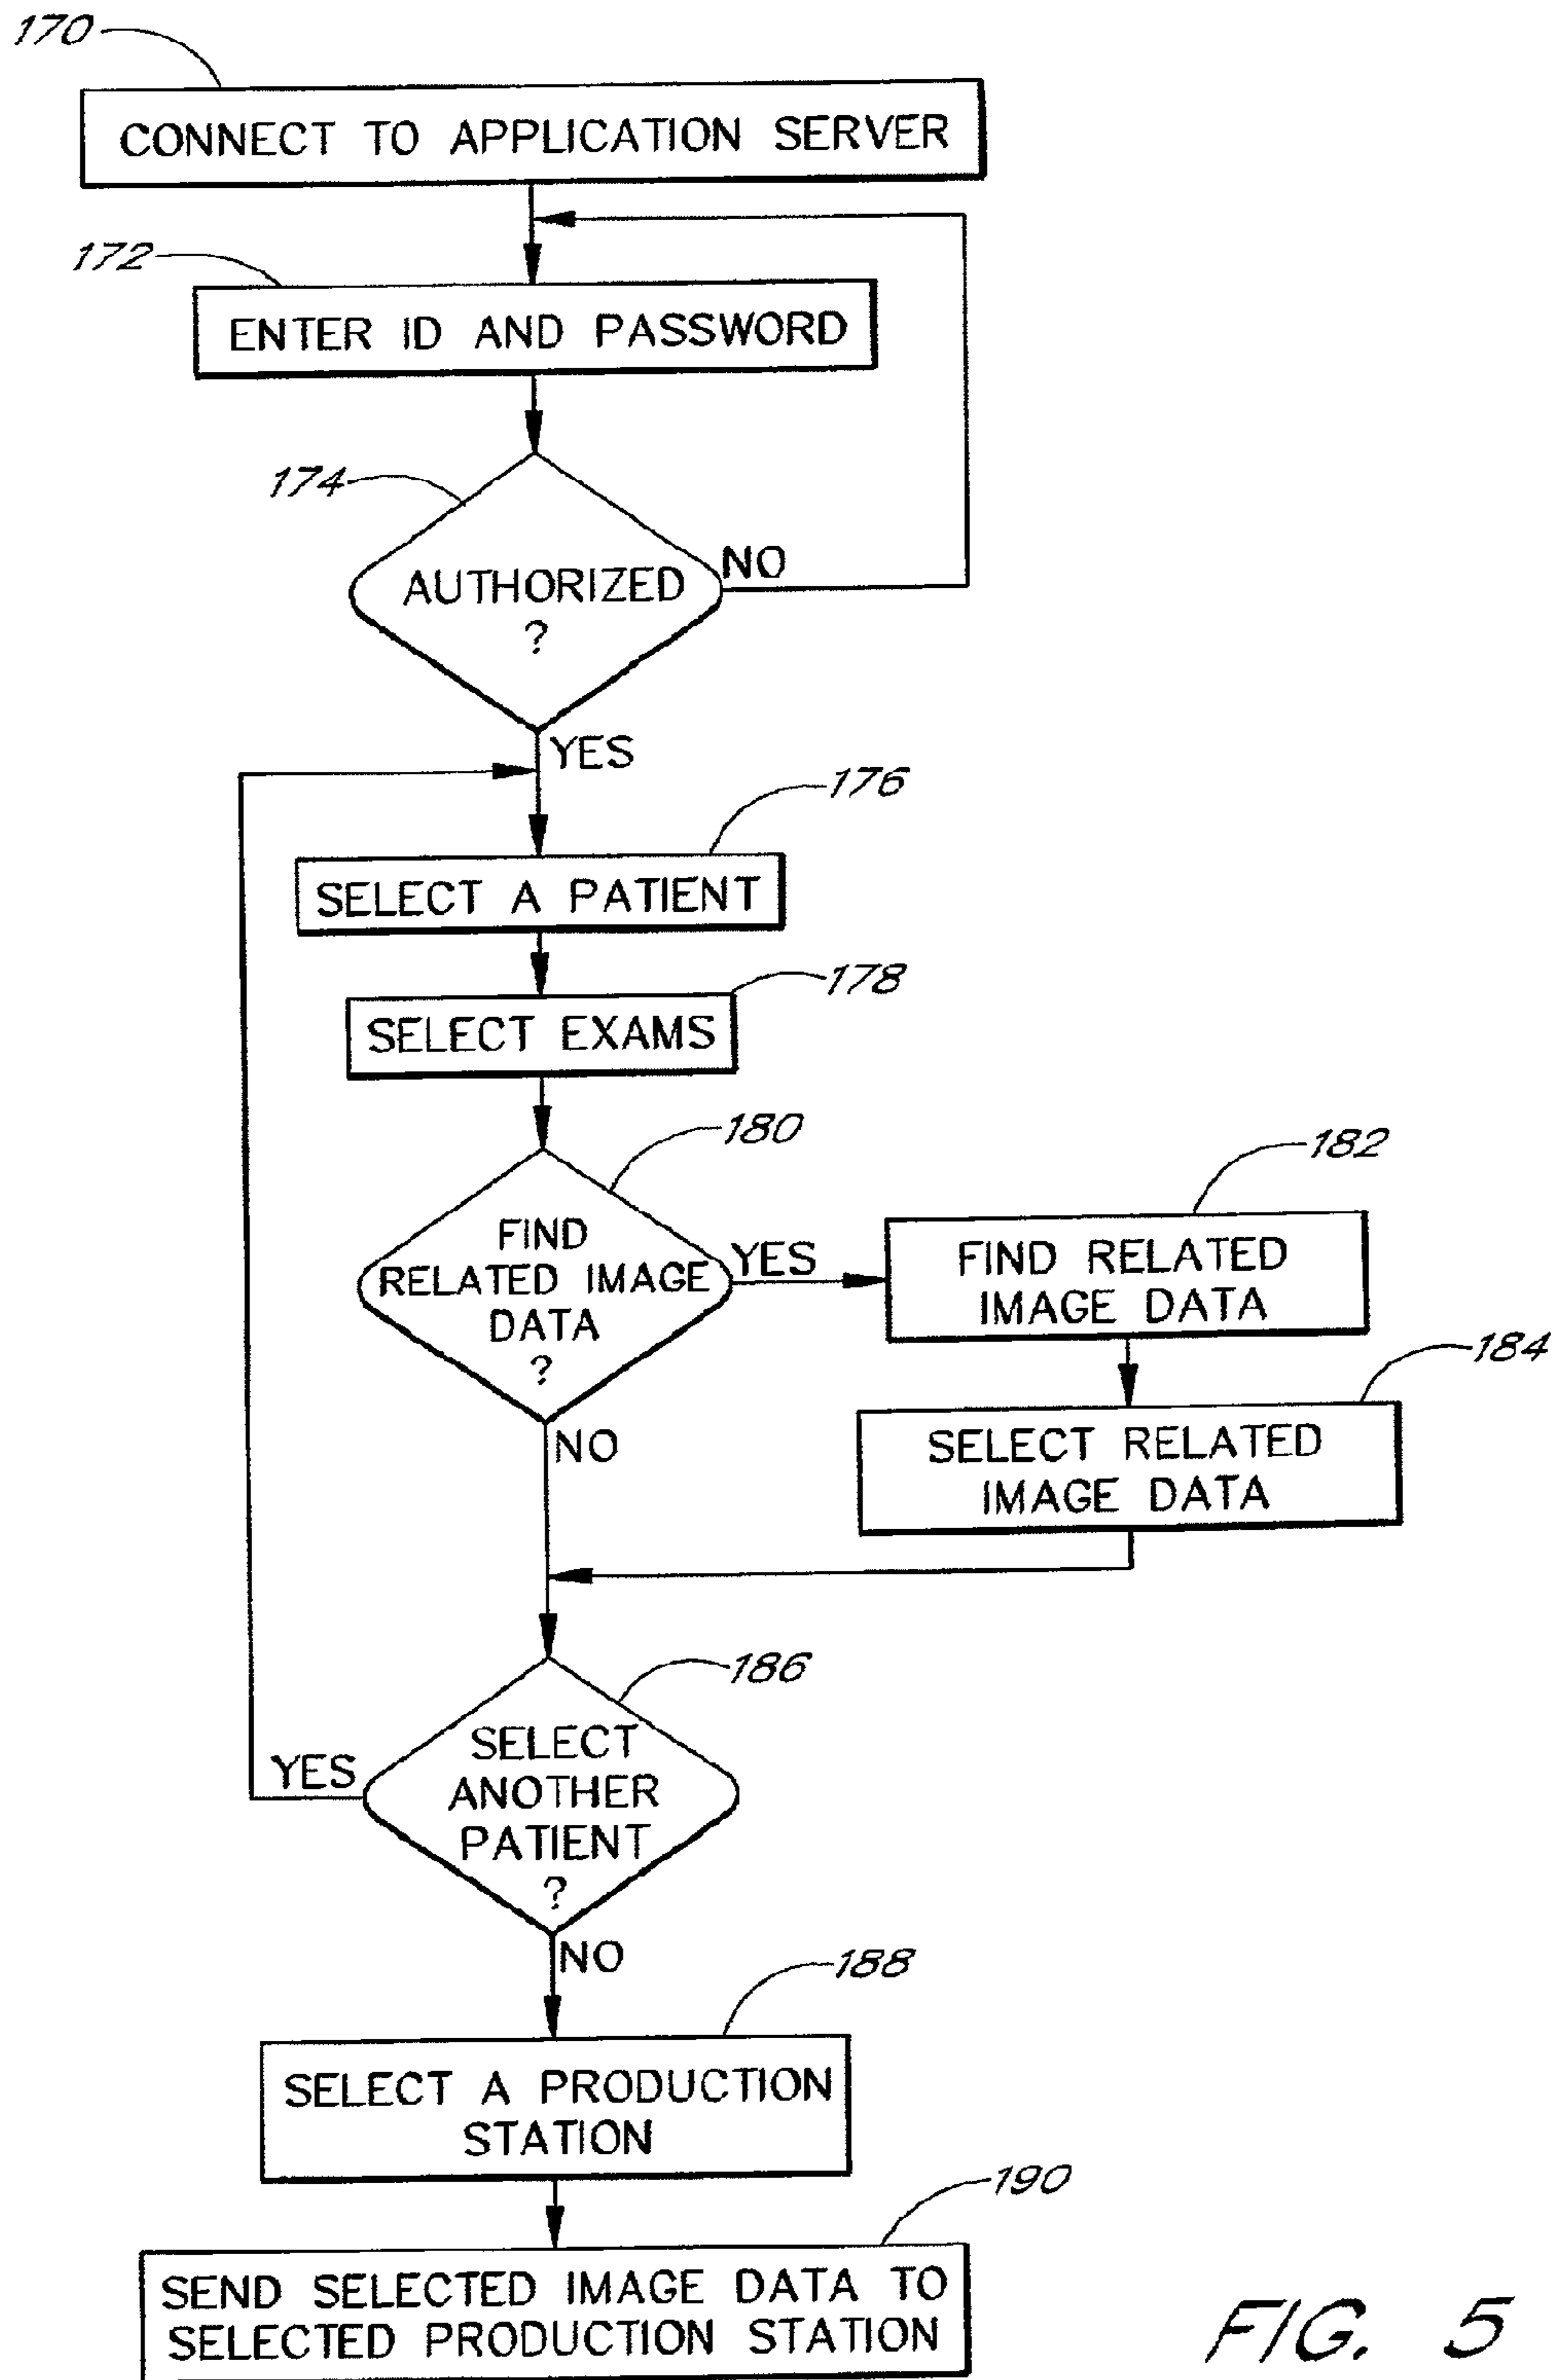 170
CONNECT TO APPLICATION SERVER
172
ENTER ID AND PASSWORD
174
AUTHORIZED
?
NO
YES
176
SELECT A PATIENT
178
SELECT EXAMS
180
FIND
RELATED IMAGE
DATA
?
YES
182
FIND RELATED
IMAGE DATA
184
SELECT RELATED
IMAGE DATA
NO
186
SELECT
ANOTHER
PATIENT
?
YES
NO
188
SELECT A PRODUCTION
STATION
190
SEND SELECTED IMAGE DATA TO
SELECTED PRODUCTION STATION
FIG. 5